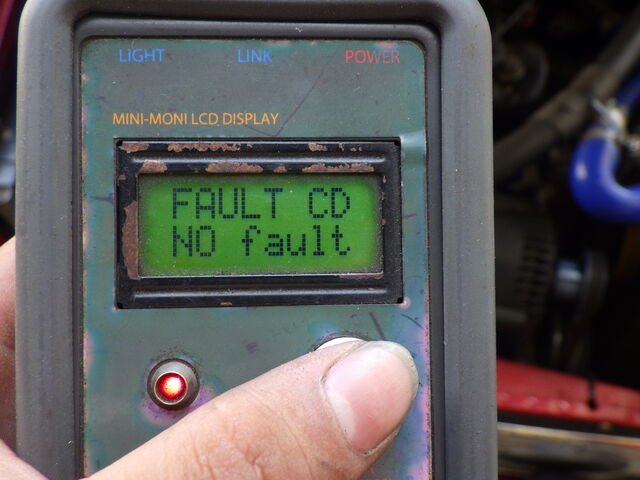 LIGHT LINK POWER
MINI-MONI LCD DISPLAY
FAULT CD
NO fault